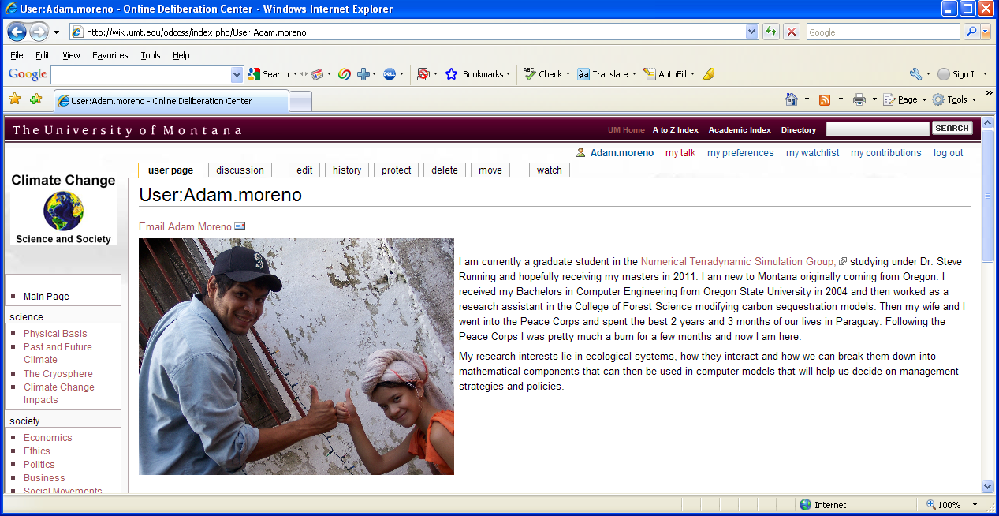 User:Adam.moreno - Online Deliberation Center - Windows Internet Explorer
http://wiki.umt.edu/odccss/index.php/User:Adam.moreno
Google
File Edit View Favorites Tools Help
Google Search Bookmarks Check Translate AutoFill Sign In
User:Adam.moreno - Online Deliberation Center
Page Tools
The University of Montana
UM Home A to Z Index Academic Index Directory SEARCH
Adam.moreno my talk my preferences my watchlist my contributions log out
user page discussion edit history protect delete move watch
Climate Change
Science and Society
Main Page
science
Physical Basis
Past and Future
Climate
The Cryosphere
Climate Change
Impacts
society
Economics
Ethics
Politics
Business
Social Movements
User:Adam.moreno
Email Adam Moreno
I am currently a graduate student in the Numerical Terradynamic Simulation Group, studying under Dr. Steve
Running and hopefully receiving my masters in 2011. I am new to Montana originally coming from Oregon. I
received my Bachelors in Computer Engineering from Oregon State University in 2004 and then worked as a
research assistant in the College of Forest Science modifying carbon sequestration models. Then my wife and I
went into the Peace Corps and spent the best 2 years and 3 months of our lives in Paraguay. Following the
Peace Corps I was pretty much a bum for a few months and now I am here.
My research interests lie in ecological systems, how they interact and how we can break them down into
mathematical components that can then be used in computer models that will help us decide on management
strategies and policies.
Internet
100%